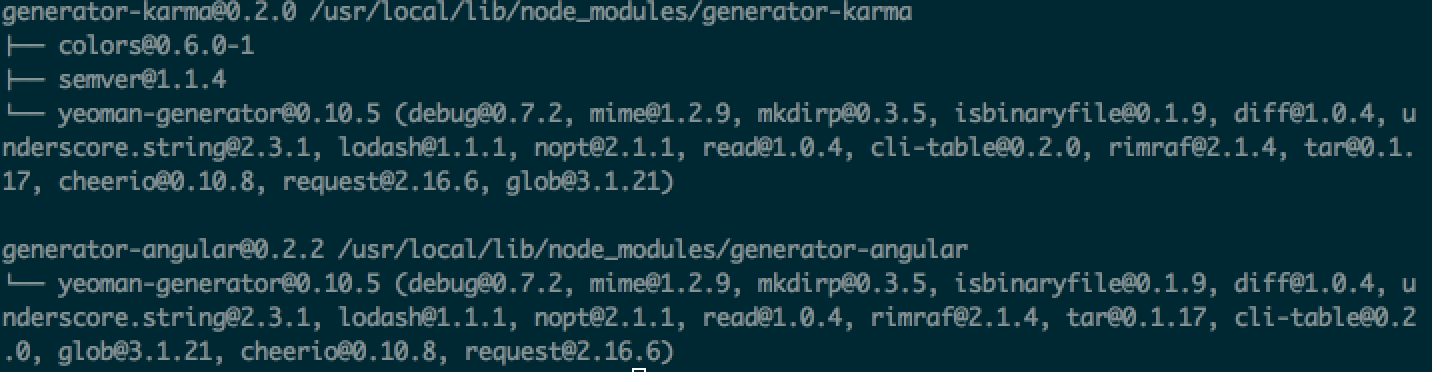 generator-karma@0.2.0 /usr/local/lib/node_modules/generator-karma
├── colors@0.6.0-1
├── semver@1.1.4
└── yeoman-generator@0.10.5 (debug@0.7.2, mime@1.2.9, mkdirp@0.3.5, isbinaryfile@0.1.9, diff@1.0.4, u
nderscore.string@2.3.1, lodash@1.1.1, nopt@2.1.1, read@1.0.4, cli-table@0.2.0, rimraf@2.1.4, tar@0.1.
17, cheerio@0.10.8, request@2.16.6, glob@3.1.21)

generator-angular@0.2.2 /usr/local/lib/node_modules/generator-angular
└── yeoman-generator@0.10.5 (debug@0.7.2, mime@1.2.9, mkdirp@0.3.5, isbinaryfile@0.1.9, diff@1.0.4, u
nderscore.string@2.3.1, lodash@1.1.1, nopt@2.1.1, read@1.0.4, rimraf@2.1.4, tar@0.1.17, cli-table@0.2
.0, glob@3.1.21, cheerio@0.10.8, request@2.16.6)